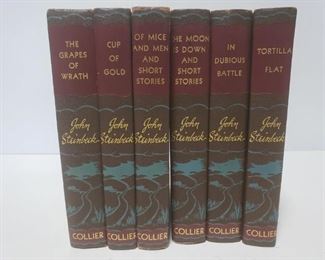 THE
GRAPES
OF
WRATH
John
Steinbeck
COLLIER
CUP
OF
GOLD
John
Steinbeck
COLLIER
OF MICE
AND MEN
AND
SHORT
STORIES
John
Steinbeck
COLLIER
THE MOON
IS DOWN
AND
SHORT
STORIES
John
Steinbeck
COLLIER
IN
DUBIOUS
BATTLE
John
Steinbeck
COLLIER
TORTILLA
FLAT
John
Steinbeck
COLLIER